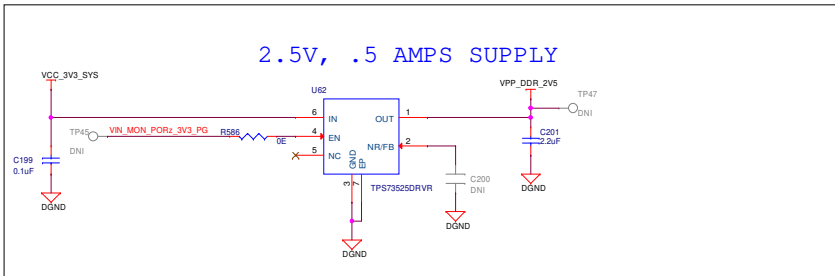 2.5V, .5 AMPS SUPPLY
VCC_3V3_SYS
VPP_DDR_2V5
U62
TP47
DNI
6 IN
OUT 1
TP45
VIN_MON_PORz_3V3_PG
R586
0E
4 EN
DNI
C201
2.2uF
NR/FB 2
5 NC
C199
0.1uF
GND
EP
C200
DNI
3
7
TPS73525DRVR
DGND
DGND
DGND
DGND